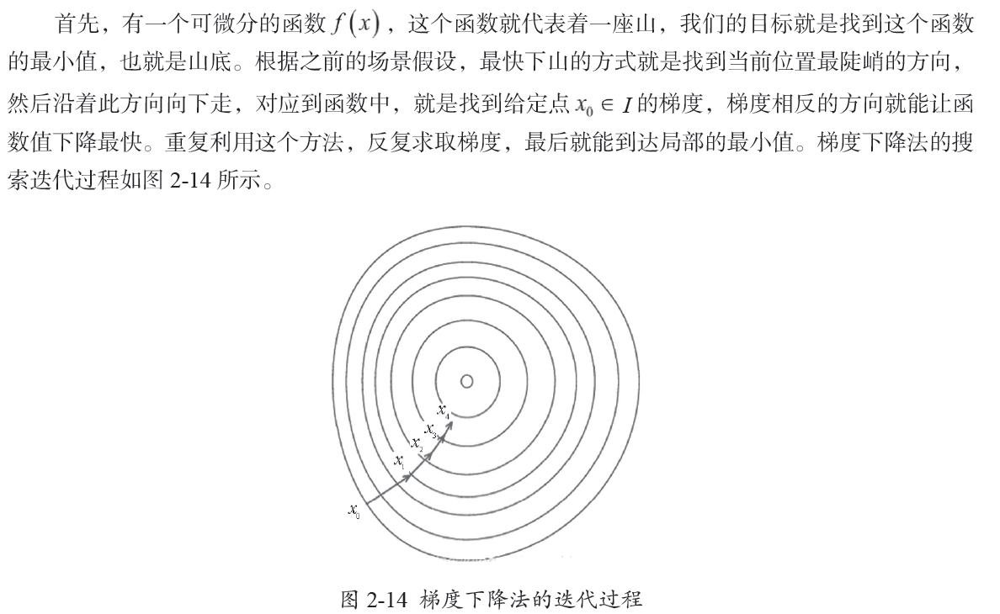 首先，有一个可微分的函数 f(x)，这个函数就代表着一座山，我们的目标就是找到这个函数
的最小值，也就是山底。根据之前的场景假设，最快下山的方式就是找到当前位置最陡峭的方向，
然后沿着此方向向下走，对应到函数中，就是找到给定点 x₀ ∈ I 的梯度，梯度相反的方向就能让函
数值下降最快。重复利用这个方法，反复求取梯度，最后就能到达局部的最小值。梯度下降法的搜
索迭代过程如图 2-14 所示。
x₄
x₃
x₂
x₁
x₀
图 2-14 梯度下降法的迭代过程